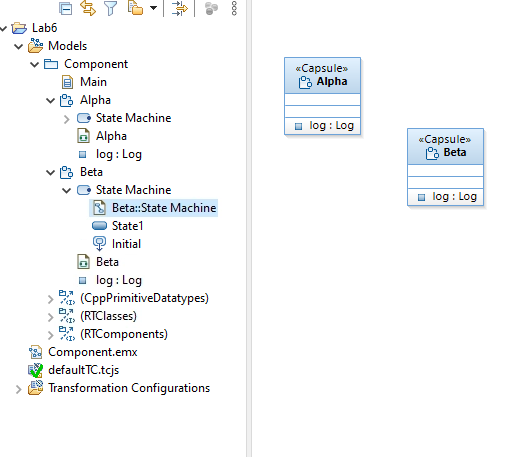 Lab6
Models
Component
Main
Alpha
State Machine
Alpha
log : Log
Beta
State Machine
Beta::State Machine
State1
Initial
Beta
log : Log
(CppPrimitiveDatatypes)
(RTClasses)
(RTComponents)
Component.emx
defaultTC.tcjs
Transformation Configurations
«Capsule»
Alpha
log : Log
«Capsule»
Beta
log : Log